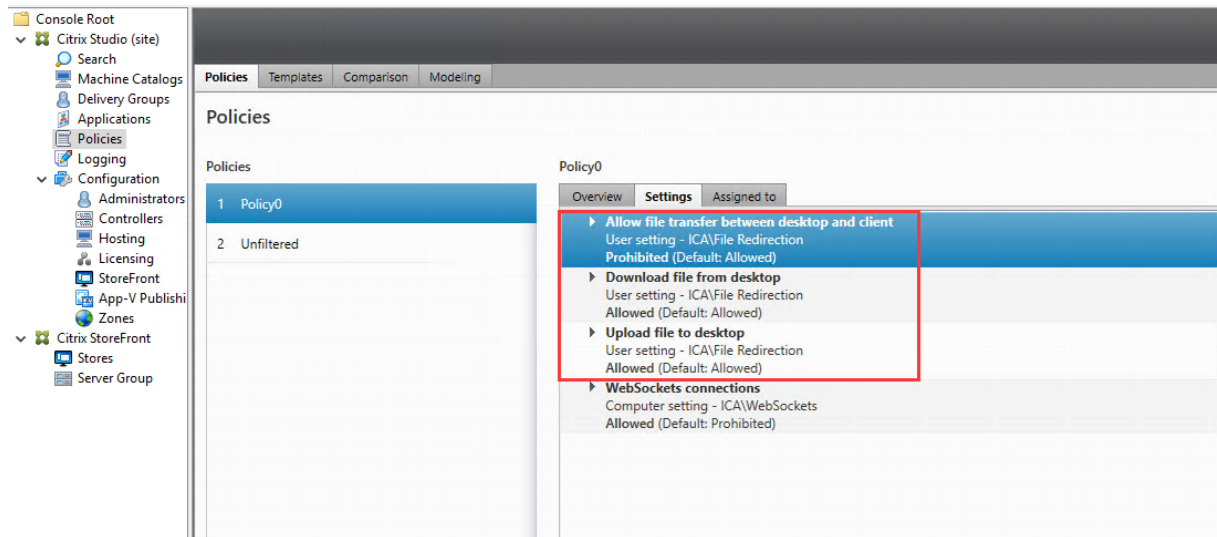 Console Root
Citrix Studio (site)
Search
Machine Catalogs
Delivery Groups
Applications
Policies
Logging
Configuration
Administrators
Controllers
Hosting
Licensing
StoreFront
App-V Publishi
Zones
Citrix StoreFront
Stores
Server Group
Policies Templates Comparison Modeling
Policies
Policies
1 Policy0
2 Unfiltered
Policy0
Overview Settings Assigned to
Allow file transfer between desktop and client
User setting - ICA\File Redirection
Prohibited (Default: Allowed)
Download file from desktop
User setting - ICA\File Redirection
Allowed (Default: Allowed)
Upload file to desktop
User setting - ICA\File Redirection
Allowed (Default: Allowed)
WebSockets connections
Computer setting - ICA\WebSockets
Allowed (Default: Prohibited)